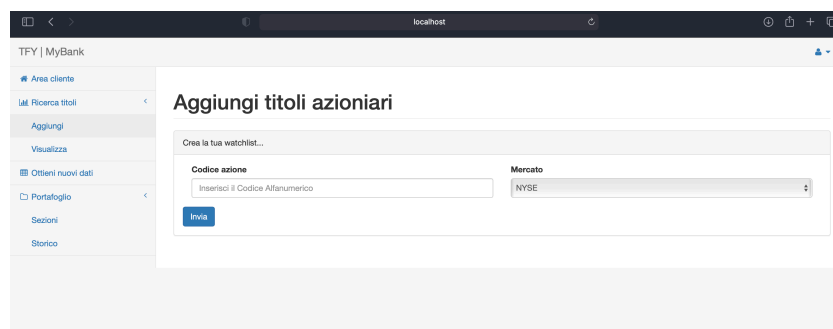 localhost
TFY | MyBank
Area cliente
Ricerca titoli
Aggiungi
Visualizza
Ottieni nuovi dati
Portafoglio
Sezioni
Storico
Aggiungi titoli azioniari
Crea la tua watchlist...
Codice azione Mercato
Inserisci il Codice Alfanumerico NYSE
Invia